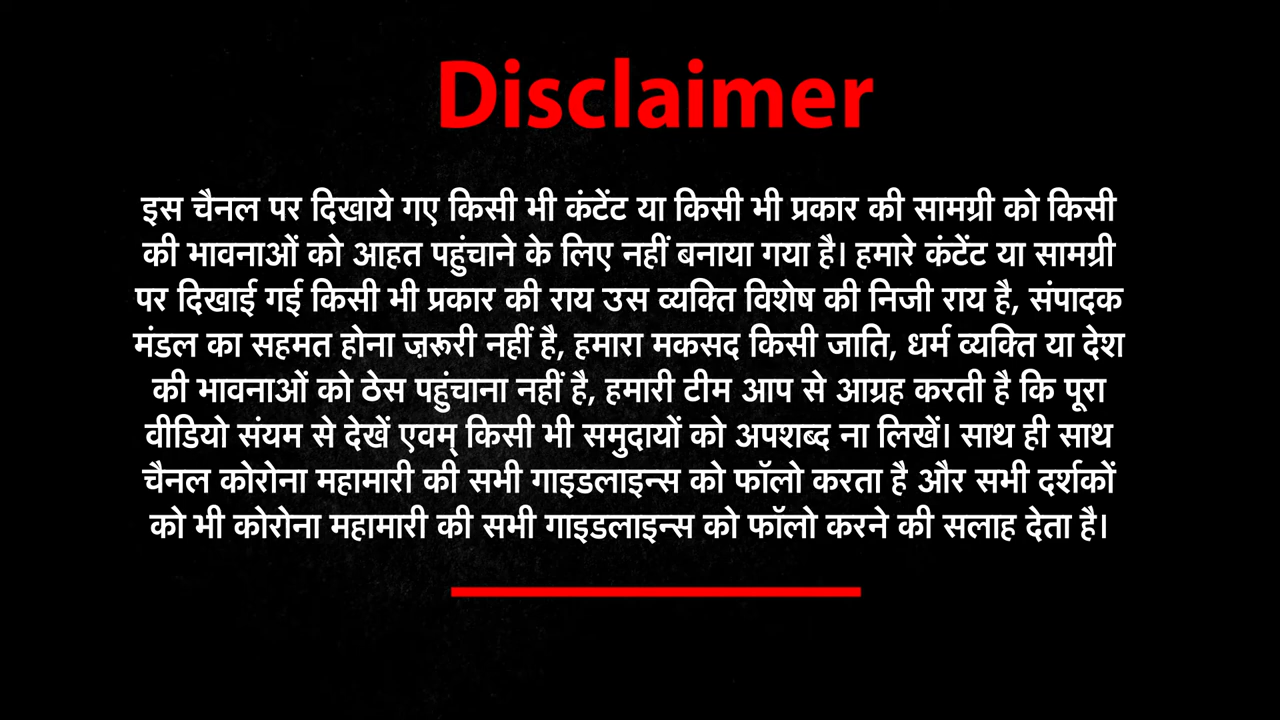 Disclaimer
इस चैनल पर दिखाये गए किसी भी कंटेंट या किसी भी प्रकार की सामग्री को किसी
की भावनाओं को आहत पहुंचाने के लिए नहीं बनाया गया है। हमारे कंटेंट या सामग्री
पर दिखाई गई किसी भी प्रकार की राय उस व्यक्ति विशेष की निजी राय है, संपादक
मंडल का सहमत होना ज़रूरी नहीं है, हमारा मकसद किसी जाति, धर्म व्यक्ति या देश
की भावनाओं को ठेस पहुंचाना नहीं है, हमारी टीम आप से आग्रह करती है कि पूरा
वीडियो संयम से देखें एवम् किसी भी समुदायों को अपशब्द ना लिखें। साथ ही साथ
चैनल कोरोना महामारी की सभी गाइडलाइन्स को फॉलो करता है और सभी दर्शकों
को भी कोरोना महामारी की सभी गाइडलाइन्स को फॉलो करने की सलाह देता है।